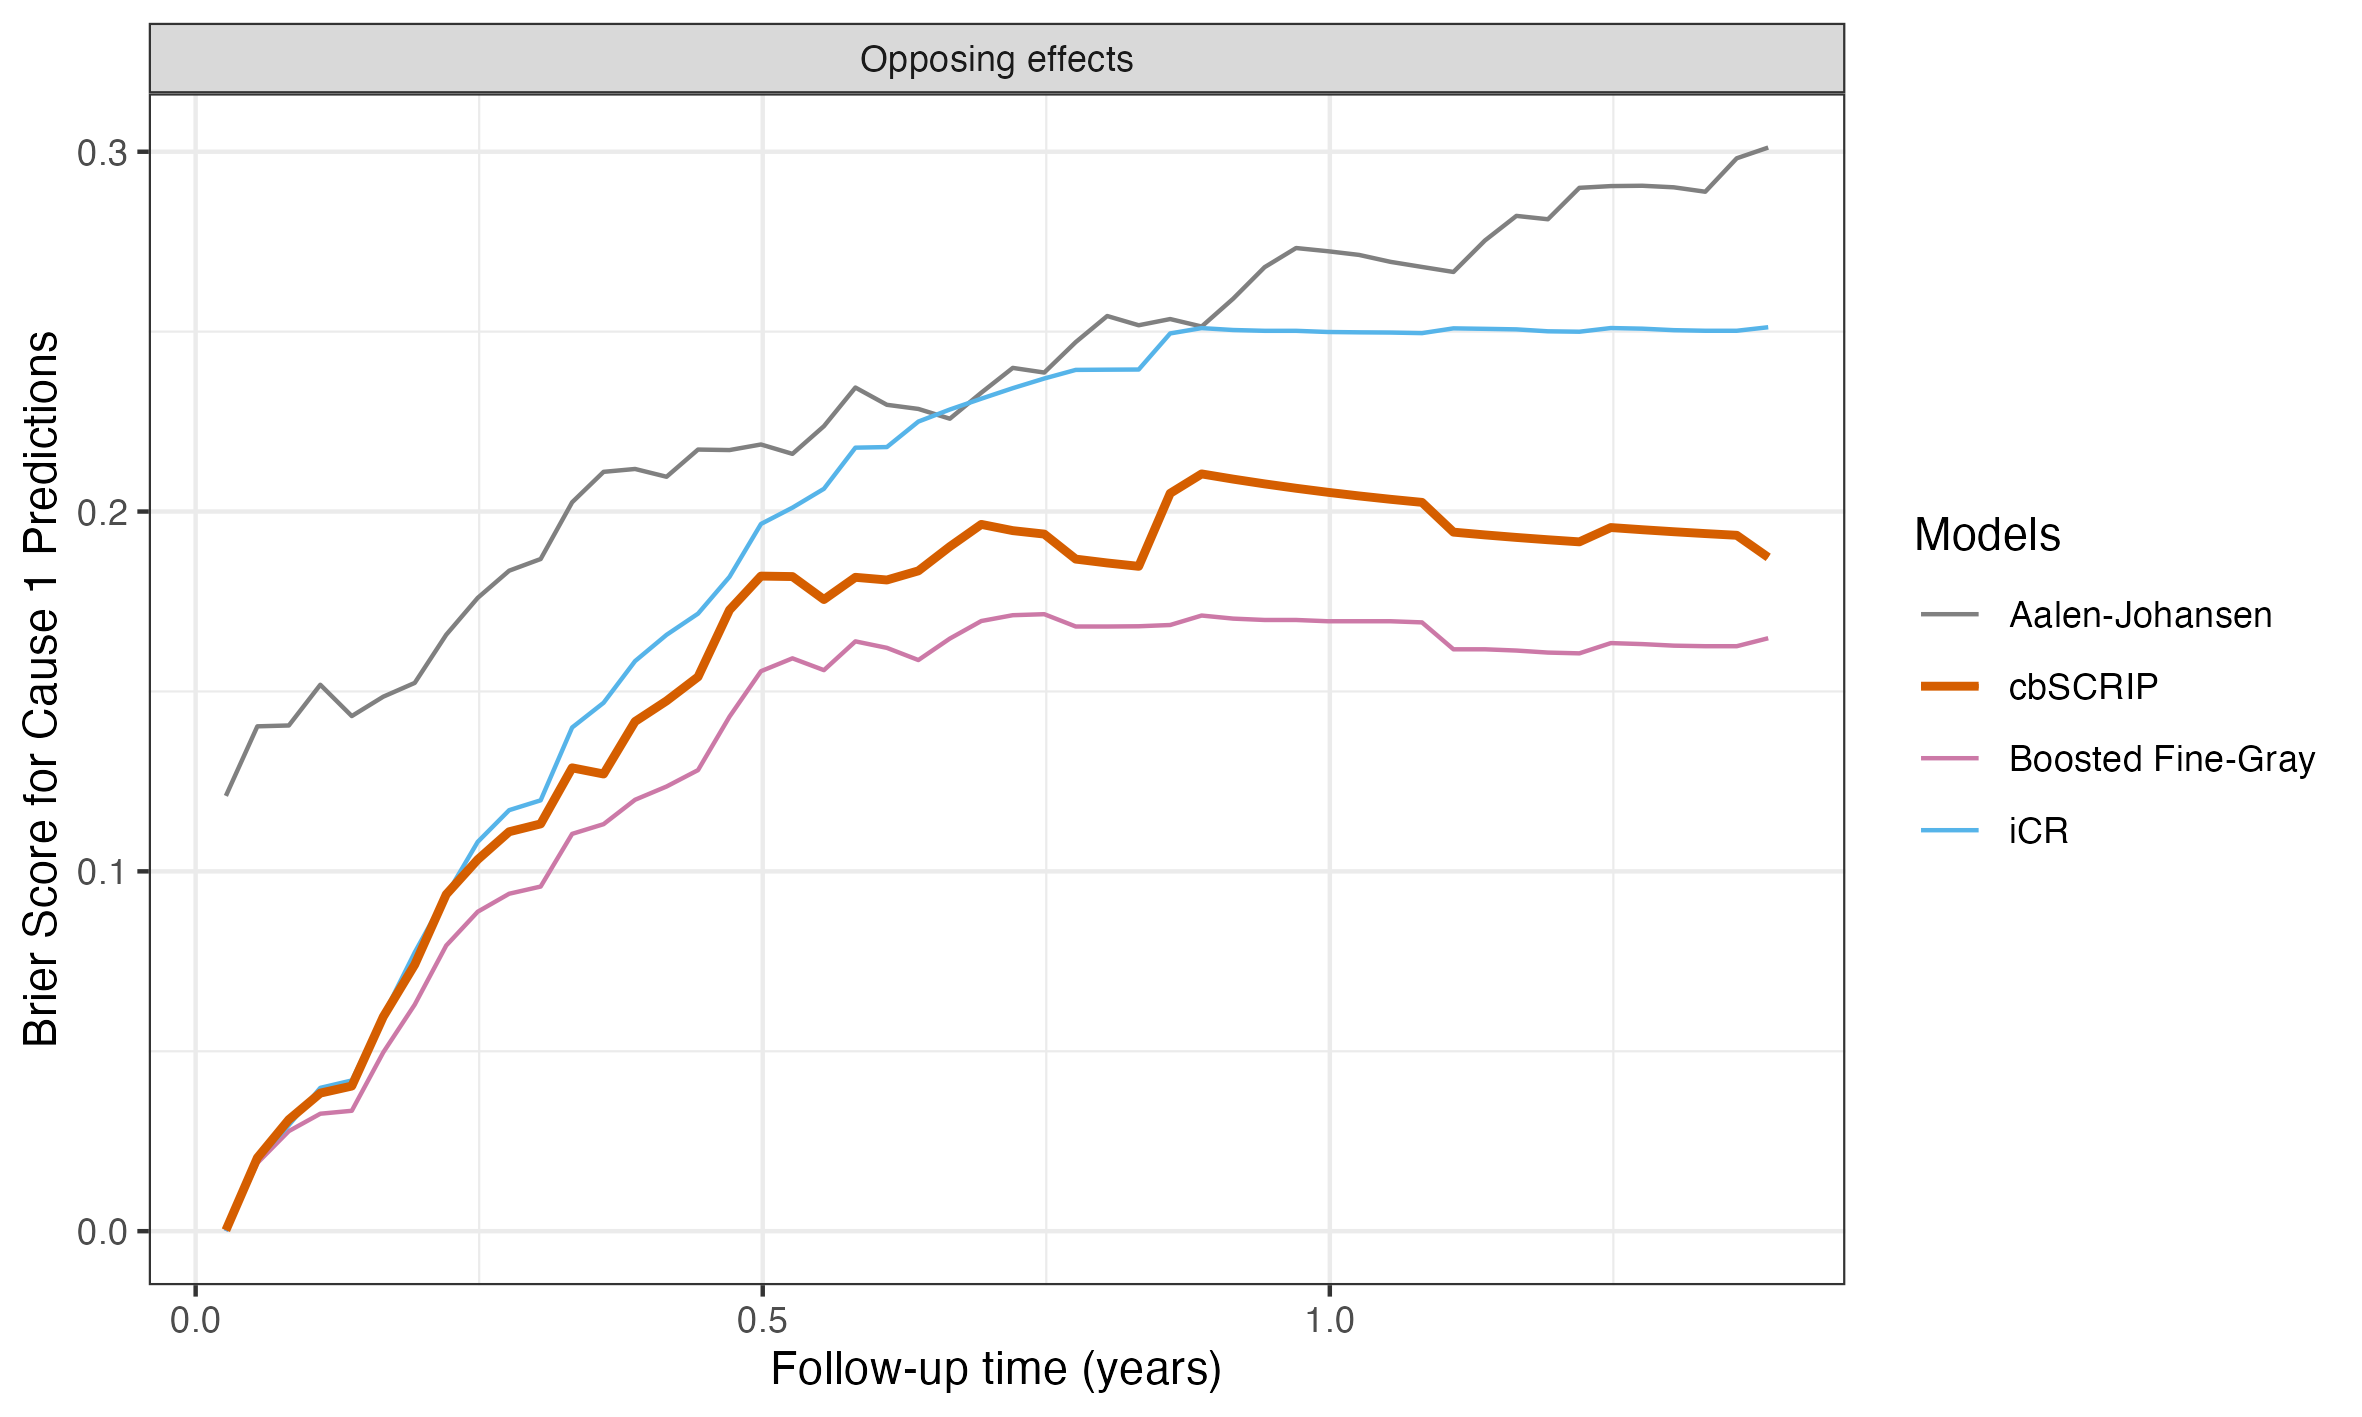 Opposing effects
0.3
0.2
0.1
0.0
Brier Score for Cause 1 Predictions
0.0 0.5 1.0
Follow-up time (years)
Models
Aalen-Johansen
cbSCRIP
Boosted Fine-Gray
iCR